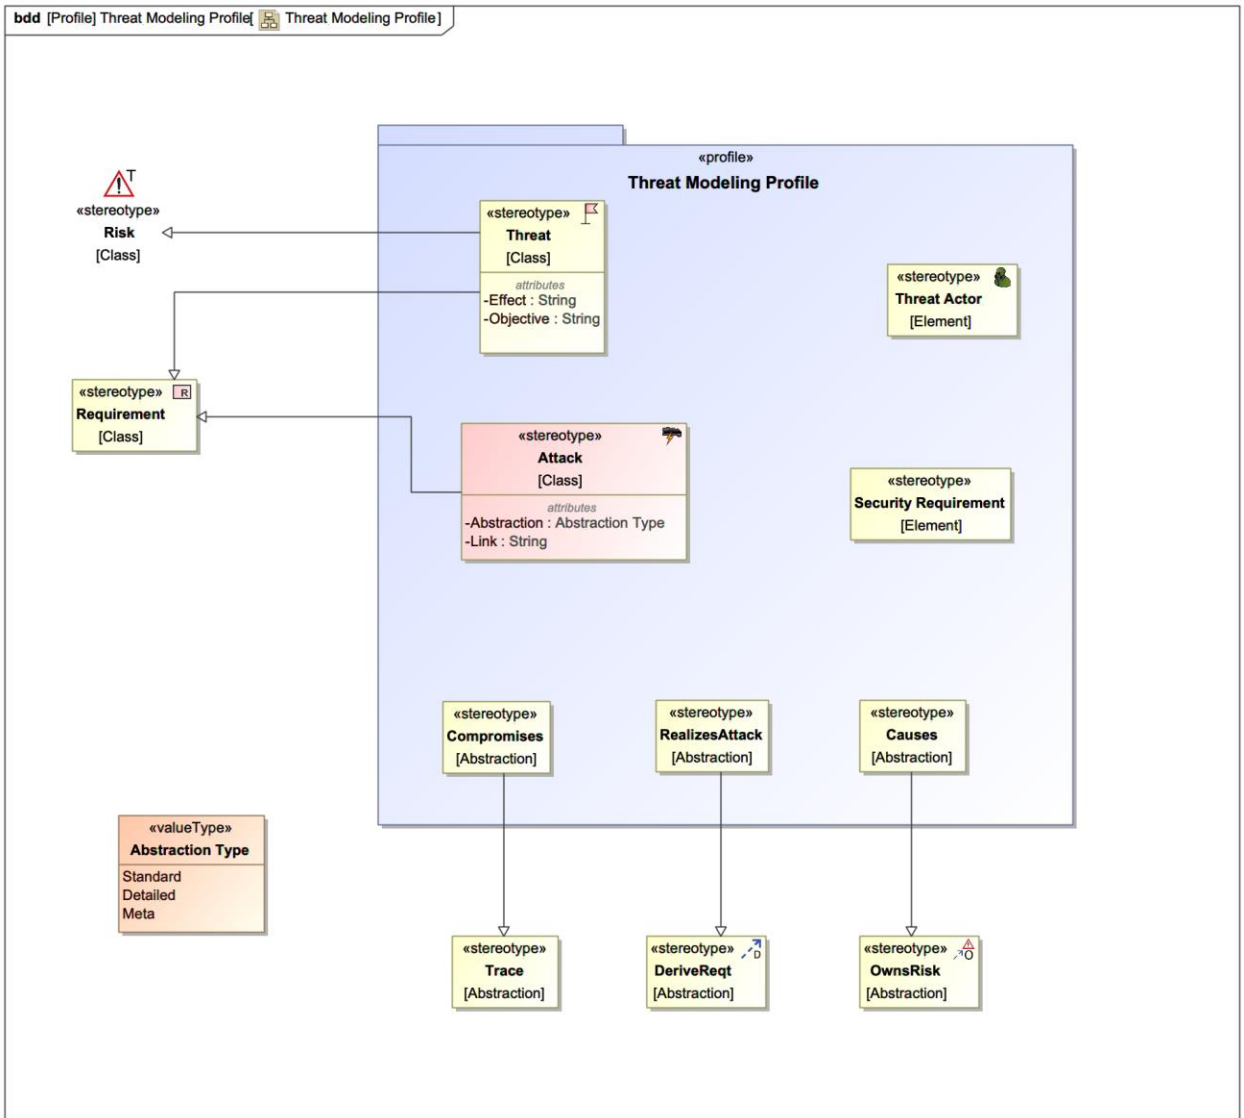 bdd [Profile] Threat Modeling Profile[ Threat Modeling Profile]
«profile»
Threat Modeling Profile
T
«stereotype»
Risk
[Class]
«stereotype»
Threat
[Class]
attributes
-Effect : String
-Objective : String
«stereotype»
Threat Actor
[Element]
«stereotype» R
Requirement
[Class]
«stereotype»
Attack
[Class]
attributes
-Abstraction : Abstraction Type
-Link : String
«stereotype»
Security Requirement
[Element]
«stereotype»
Compromises
[Abstraction]
«stereotype»
RealizesAttack
[Abstraction]
«stereotype»
Causes
[Abstraction]
«valueType»
Abstraction Type
Standard
Detailed
Meta
«stereotype»
Trace
[Abstraction]
«stereotype» D
DeriveReqt
[Abstraction]
«stereotype» O
OwnsRisk
[Abstraction]